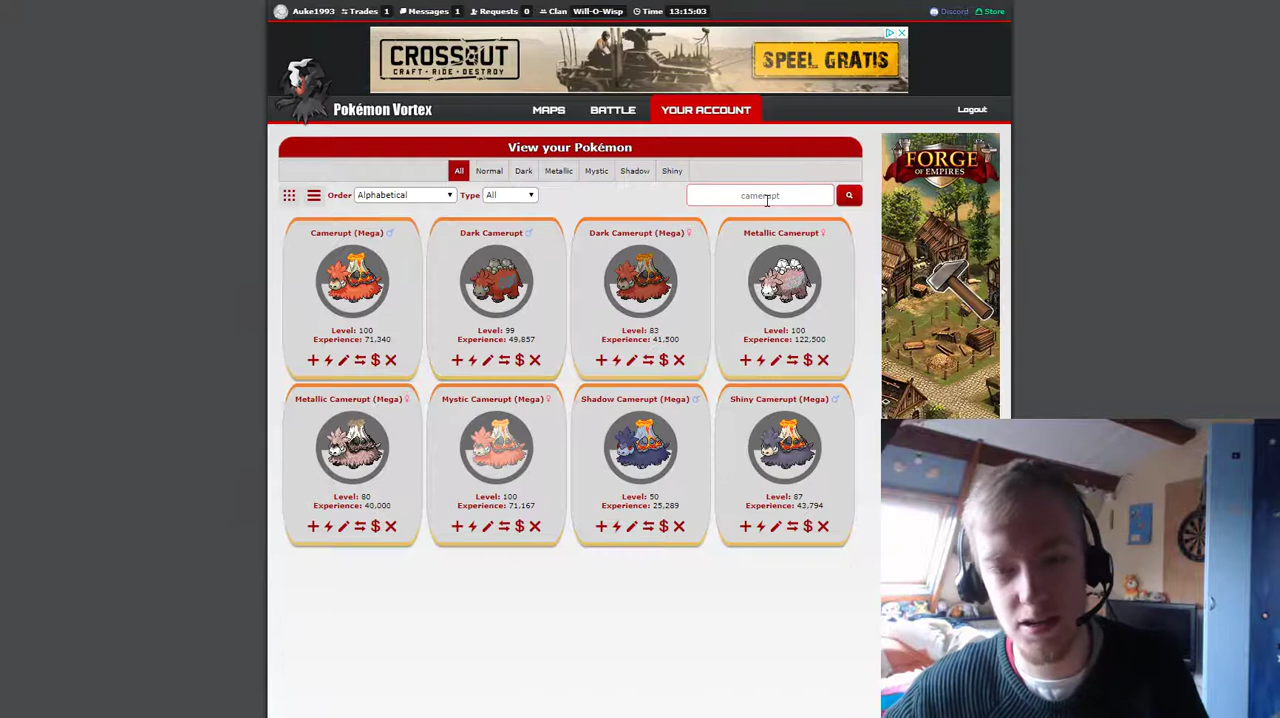 Auke1993 Trades 1 Messages 1 Requests 0 Clan Will-O-Wisp Time 13:15:03 Discord Store
CROSSOUT
CRAFT • RIDE • DESTROY
SPEEL GRATIS
Pokémon Vortex MAPS BATTLE YOUR ACCOUNT Logout
View your Pokémon
All Normal Dark Metallic Mystic Shadow Shiny
Order Alphabetical Type All camerupt
FORGE
OF EMPIRES
Camerupt (Mega) ♂ Dark Camerupt ♂ Dark Camerupt (Mega) ♀ Metallic Camerupt ♀
Level: 100 Level: 99 Level: 83 Level: 100
Experience: 71,340 Experience: 49,857 Experience: 41,500 Experience: 122,500
Metallic Camerupt (Mega) ♀ Mystic Camerupt (Mega) ♀ Shadow Camerupt (Mega) ♂ Shiny Camerupt (Mega) ♂
Level: 80 Level: 100 Level: 50 Level: 87
Experience: 40,000 Experience: 71,167 Experience: 25,289 Experience: 43,794